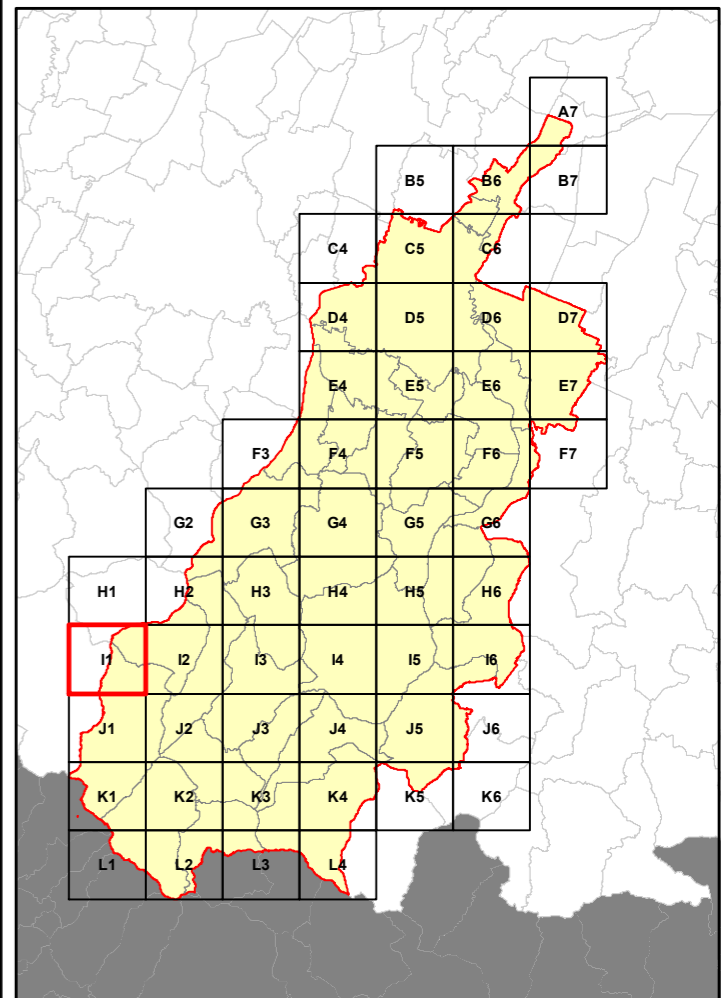 A7
B5 B6 B7
C4 C5 C6
D4 D5 D6 D7
E4 E5 E6 E7
F3 F4 F5 F6 F7
G2 G3 G4 G5 G6
H1 H2 H3 H4 H5 H6
I1 I2 I3 I4 I5 I6
J1 J2 J3 J4 J5 J6
K1 K2 K3 K4 K5 K6
L1 L2 L3 L4